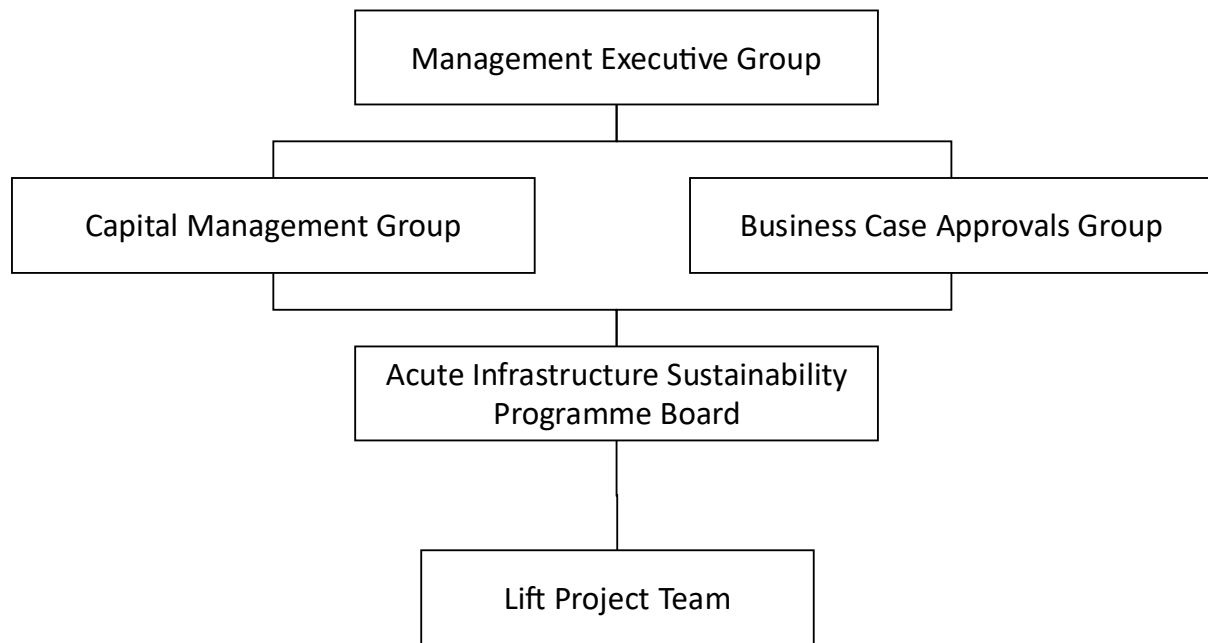 Management Executive Group
Capital Management Group
Business Case Approvals Group
Acute Infrastructure Sustainability
Programme Board
Lift Project Team